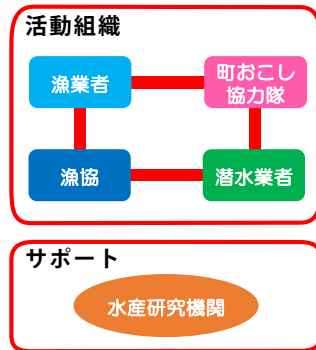 活動組織
漁業者
町おこし
協力隊
漁協
潜水業者
サポート
水産研究機関